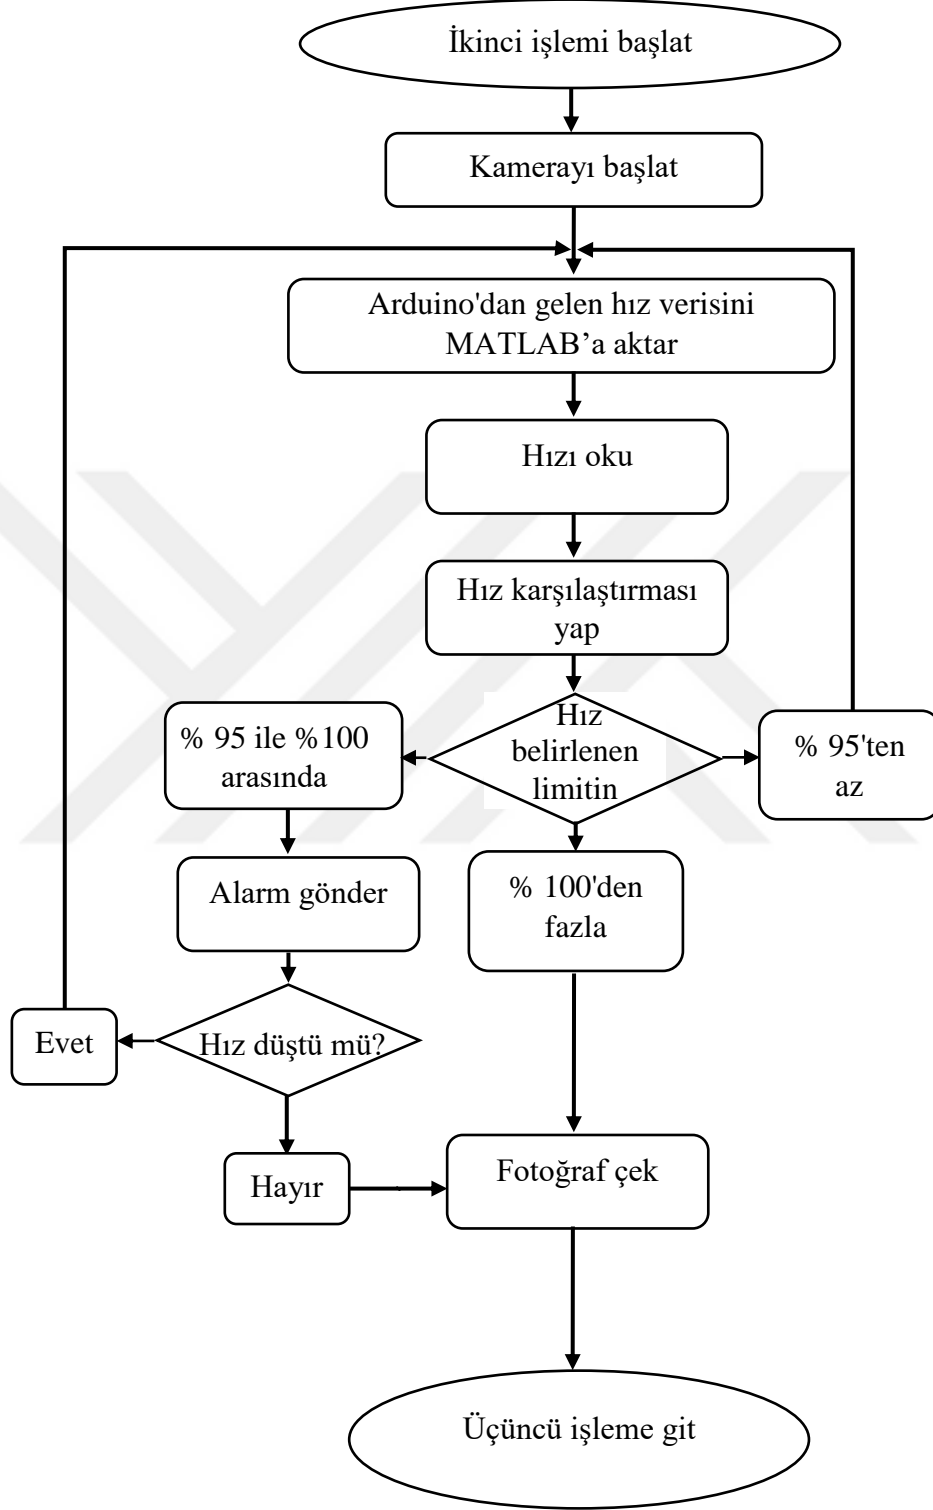 İkinci işlemi başlat
Kamerayı başlat
Arduino'dan gelen hız verisini
MATLAB’a aktar
Hızı oku
Hız karşılaştırması
yap
Hız
belirlenen
limitin
% 95 ile %100
arasında
% 95'ten
az
Alarm gönder
% 100'den
fazla
Hız düştü mü?
Evet
Hayır
Fotoğraf çek
Üçüncü işleme git